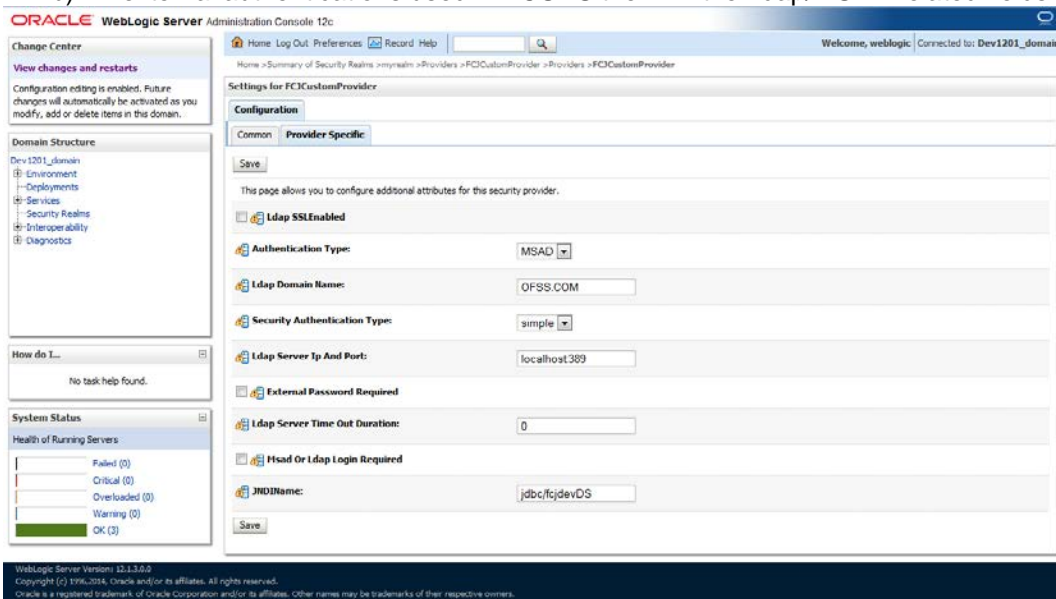 ORACLE WebLogic Server Administration Console 12c
Change Center
View changes and restarts
Configuration editing is enabled. Future
changes will automatically be activated as you
modify, add or delete items in this domain.
Domain Structure
Dev1201_domain
Environment
Deployments
Services
Security Realms
Interoperability
Diagnostics
How do I...
No task help found.
System Status
Health of Running Servers
Failed (0)
Critical (0)
Overloaded (0)
Warning (0)
OK (3)
Home Log Out Preferences Record Help
Welcome, weblogic Connected to: Dev1201_domain
Home >Summary of Security Realms >myrealm >Providers >FCJCustomProvider >Providers >FCJCustomProvider
Settings for FCJCustomProvider
Configuration
Common Provider Specific
Save
This page allows you to configure additional attributes for this security provider.
Ldap SSLEnabled
Authentication Type: MSAD
Ldap Domain Name: OFSS.COM
Security Authentication Type: simple
Ldap Server Ip And Port: localhost:389
External Password Required
Ldap Server Time Out Duration: 0
Msad Or Ldap Login Required
JNDIName: jdbc/fcjdevDS
Save
WebLogic Server Version: 12.1.3.0.0
Copyright (c) 1996,2014, Oracle and/or its affiliates. All rights reserved.
Oracle is a registered trademark of Oracle Corporation and/or its affiliates. Other names may be trademarks of their respective owners.